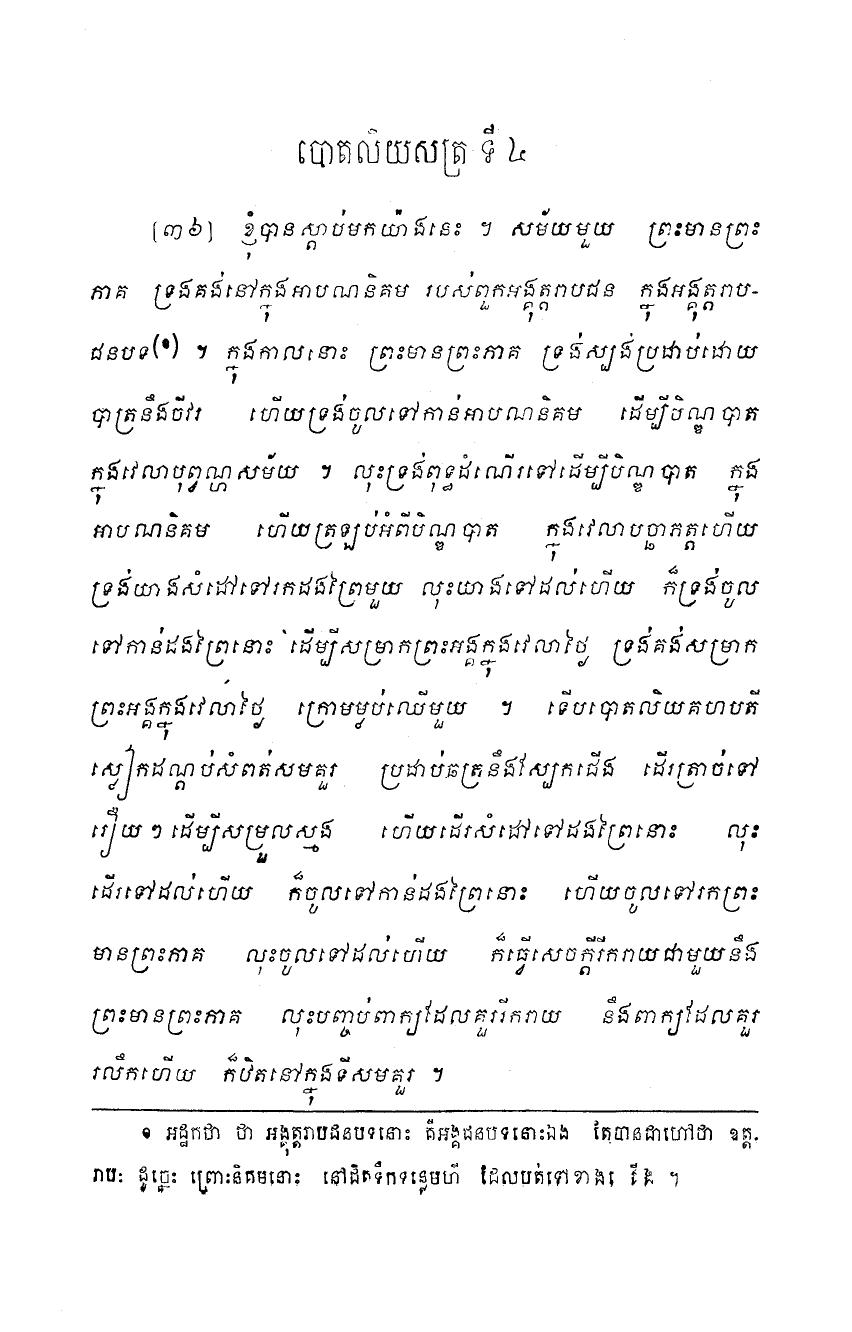 បោតលិយសូត្រ ទី ៤
[៣៦] ខ្ញុំបានស្តាប់មកយ៉ាងនេះ ។ សម័យមួយ ព្រះមានព្រះ
ភាគ ទ្រង់គង់នៅក្នុងអាបណនិគម របស់ពួកអង្គុត្តរាបជន ក្នុងអង្គុត្តរាប-
ជនបទ(១) ។ ក្នុងកាលនោះ ព្រះមានព្រះភាគ ទ្រង់ស្បង់ប្រដាប់ដោយ
បាត្រនឹងចីវរ ហើយទ្រង់ចូលទៅកាន់អាបណនិគម ដើម្បីបិណ្ឌបាត
ក្នុងវេលាបុព្វណ្ហសម័យ ។ លុះទ្រង់ពុទ្ធដំណើរទៅដើម្បីបិណ្ឌបាត ក្នុង
អាបណនិគម ហើយត្រឡប់អំពីបិណ្ឌបាត ក្នុងវេលាបច្ឆាភត្តហើយ
ទ្រង់យាងសំដៅទៅរកដងព្រៃមួយ លុះយាងទៅដល់ហើយ ក៏ទ្រង់ចូល
ទៅកាន់ដងព្រៃនោះ ដើម្បីសម្រាកព្រះអង្គក្នុងវេលាថ្ងៃ ទ្រង់គង់សម្រាក
ព្រះអង្គក្នុងវេលាថ្ងៃ ក្រោមម្លប់ឈើមួយ ។ ទើបបោតលិយគហបតី
ស្លៀកដណ្តប់សំពត់សមគួរ ប្រដាប់ឆត្រនឹងស្បែកជើង ដើរត្រាច់ទៅ
រឿយ ៗ ដើម្បីសម្រួលស្មង ហើយដើរសំដៅទៅដងព្រៃនោះ លុះ
ដើរទៅដល់ហើយ ក៏ចូលទៅកាន់ដងព្រៃនោះ ហើយចូលទៅរកព្រះ
មានព្រះភាគ លុះចូលទៅដល់ហើយ ក៏ធ្វើសេចក្តីរីករាយជាមួយនឹង
ព្រះមានព្រះភាគ លុះបញ្ចប់ពាក្យដែលគួររីករាយ នឹងពាក្យដែលគួរ
រលឹកហើយ ក៏ឋិតនៅក្នុងទីសមគួរ ។
១ អដ្ឋកថា ថា អង្គុត្តរាបជនបទនោះ គឺអង្គជនបទនោះឯង តែបានជាហៅថា ឧត្ត-
រាបៈ ដូច្នេះ ព្រោះនិគមនោះ នៅជិតទឹកទន្លេមហី ដែលបត់ទៅខាងជើង ។